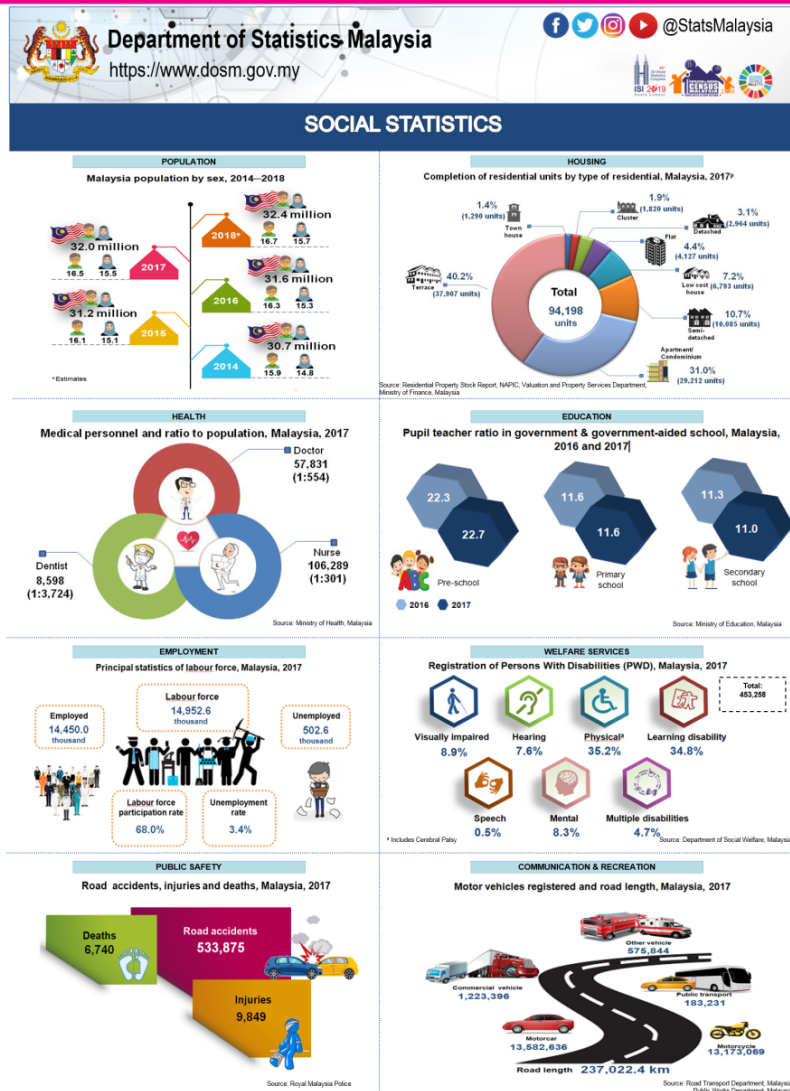 Department of Statistics Malaysia
https://www.dosm.gov.my
@StatsMalaysia
ISI 2019
CENSUS
SOCIAL STATISTICS
POPULATION
Malaysia population by sex, 2014—2018
32.4 million
2018ᵉ
16.7 15.7
32.0 million
2017
16.5 15.5
31.6 million
2016
16.3 15.3
31.2 million
2015
16.1 15.1
30.7 million
2014
15.9 14.8
ᵉ Estimates
HOUSING
Completion of residential units by type of residential, Malaysia, 2017ᵖ
1.4%
(1,290 units)
Town
house
1.9%
(1,820 units)
Cluster
3.1%
(2,964 units)
Detached
Flat
4.4%
(4,127 units)
7.2%
(6,793 units)
Low cost
house
10.7%
(10,085 units)
Semi-
detached
Apartment/
Condominium
31.0%
(29,212 units)
40.2%
(37,907 units)
Terrace
Total
94,198
units
Source: Residential Property Stock Report, NAPIC, Valuation and Property Services Department,
Ministry of Finance, Malaysia
HEALTH
Medical personnel and ratio to population, Malaysia, 2017
Doctor
57,831
(1:554)
Dentist
8,598
(1:3,724)
Nurse
106,289
(1:301)
Source: Ministry of Health, Malaysia
EDUCATION
Pupil teacher ratio in government & government-aided school, Malaysia,
2016 and 2017
22.3
22.7
Pre-school
11.6
11.6
Primary
school
11.3
11.0
Secondary
school
2016 2017
Source: Ministry of Education, Malaysia
EMPLOYMENT
Principal statistics of labour force, Malaysia, 2017
Labour force
14,952.6
thousand
Employed
14,450.0
thousand
Unemployed
502.6
thousand
Labour force
participation rate
68.0%
Unemployment
rate
3.4%
WELFARE SERVICES
Registration of Persons With Disabilities (PWD), Malaysia, 2017
Total:
453,258
Visually impaired
8.9%
Hearing
7.6%
Physicalᵃ
35.2%
Learning disability
34.8%
Speech
0.5%
Mental
8.3%
Multiple disabilities
4.7%
ᵃ Includes Cerebral Palsy
Source: Department of Social Welfare, Malaysia
PUBLIC SAFETY
Road accidents, injuries and deaths, Malaysia, 2017
Deaths
6,740
Road accidents
533,875
Injuries
9,849
Source: Royal Malaysia Police
COMMUNICATION & RECREATION
Motor vehicles registered and road length, Malaysia, 2017
Other vehicle
575,844
Commercial vehicle
1,223,396
Public transport
183,231
Motorcar
13,582,636
Motorcycle
13,173,069
Road length 237,022.4 km
Source: Road Transport Department, Malaysia
Public Works Department, Malaysia